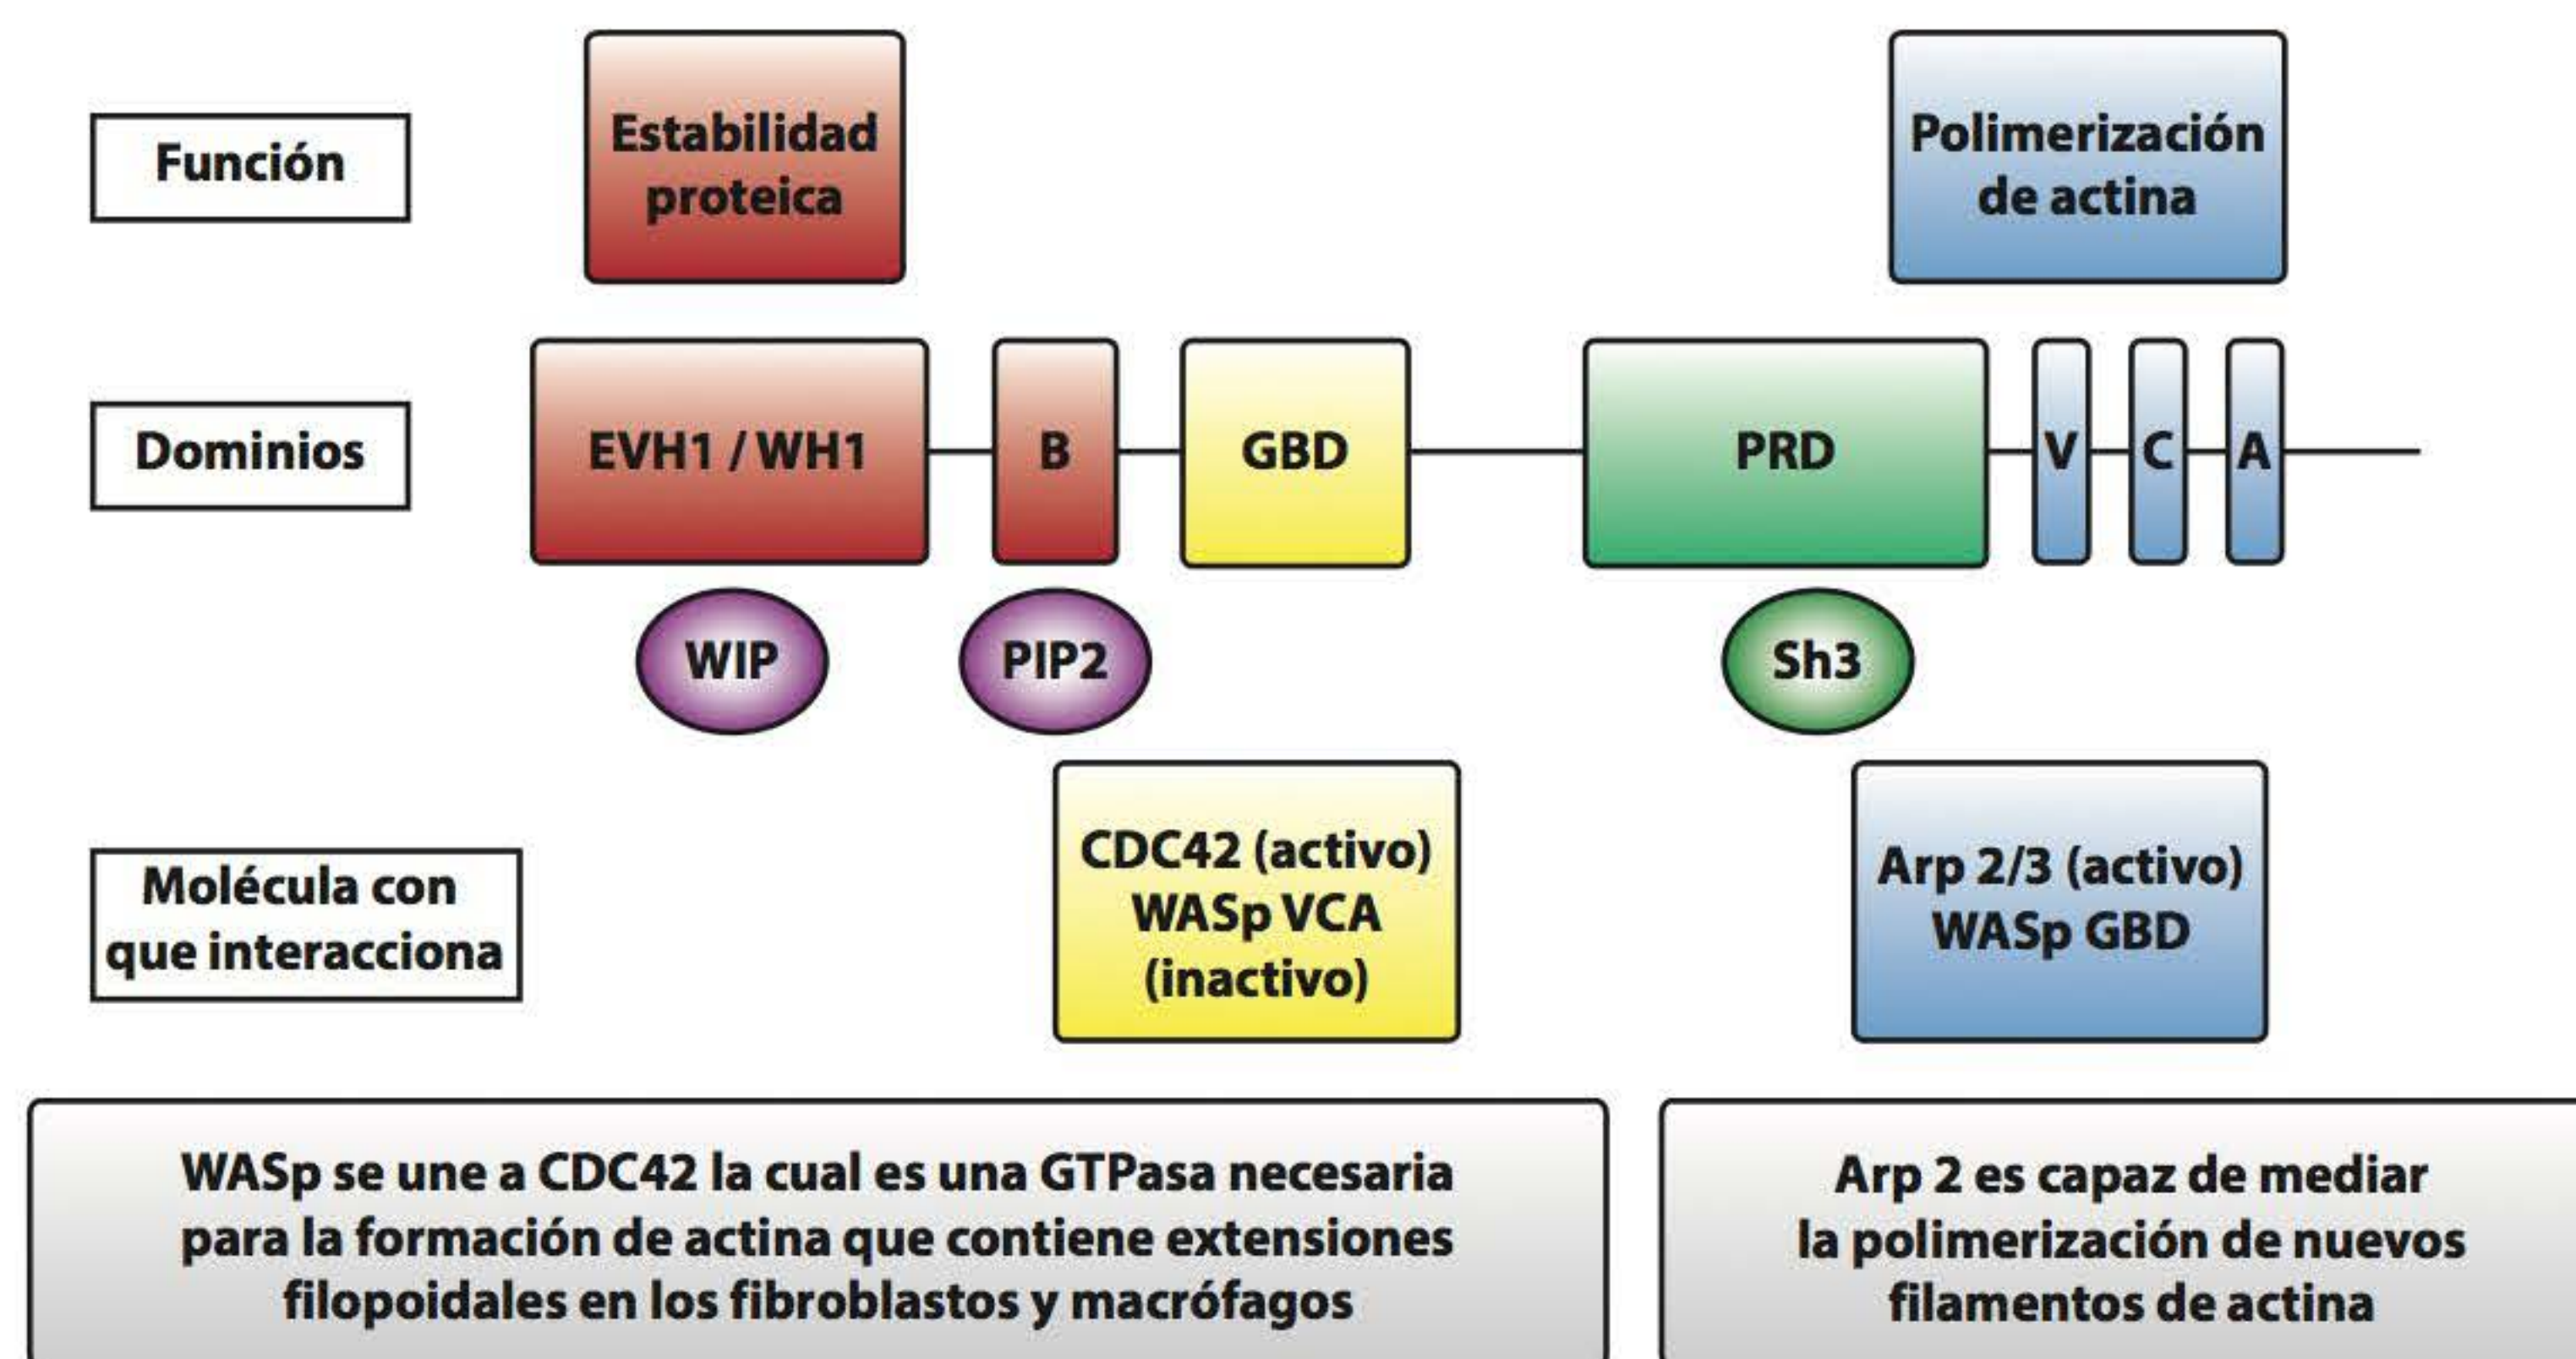 Función
Estabilidad
proteica
Polimerización
de actina
Dominios
EVH1 / WH1
B
GBD
PRD
V
C
A
WIP
PIP2
Sh3
Molécula con
que interacciona
CDC42 (activo)
WASp VCA
(inactivo)
Arp 2/3 (activo)
WASp GBD
WASp se une a CDC42 la cual es una GTPasa necesaria
para la formación de actina que contiene extensiones
filopoidales en los fibroblastos y macrófagos
Arp 2 es capaz de mediar
la polimerización de nuevos
filamentos de actina